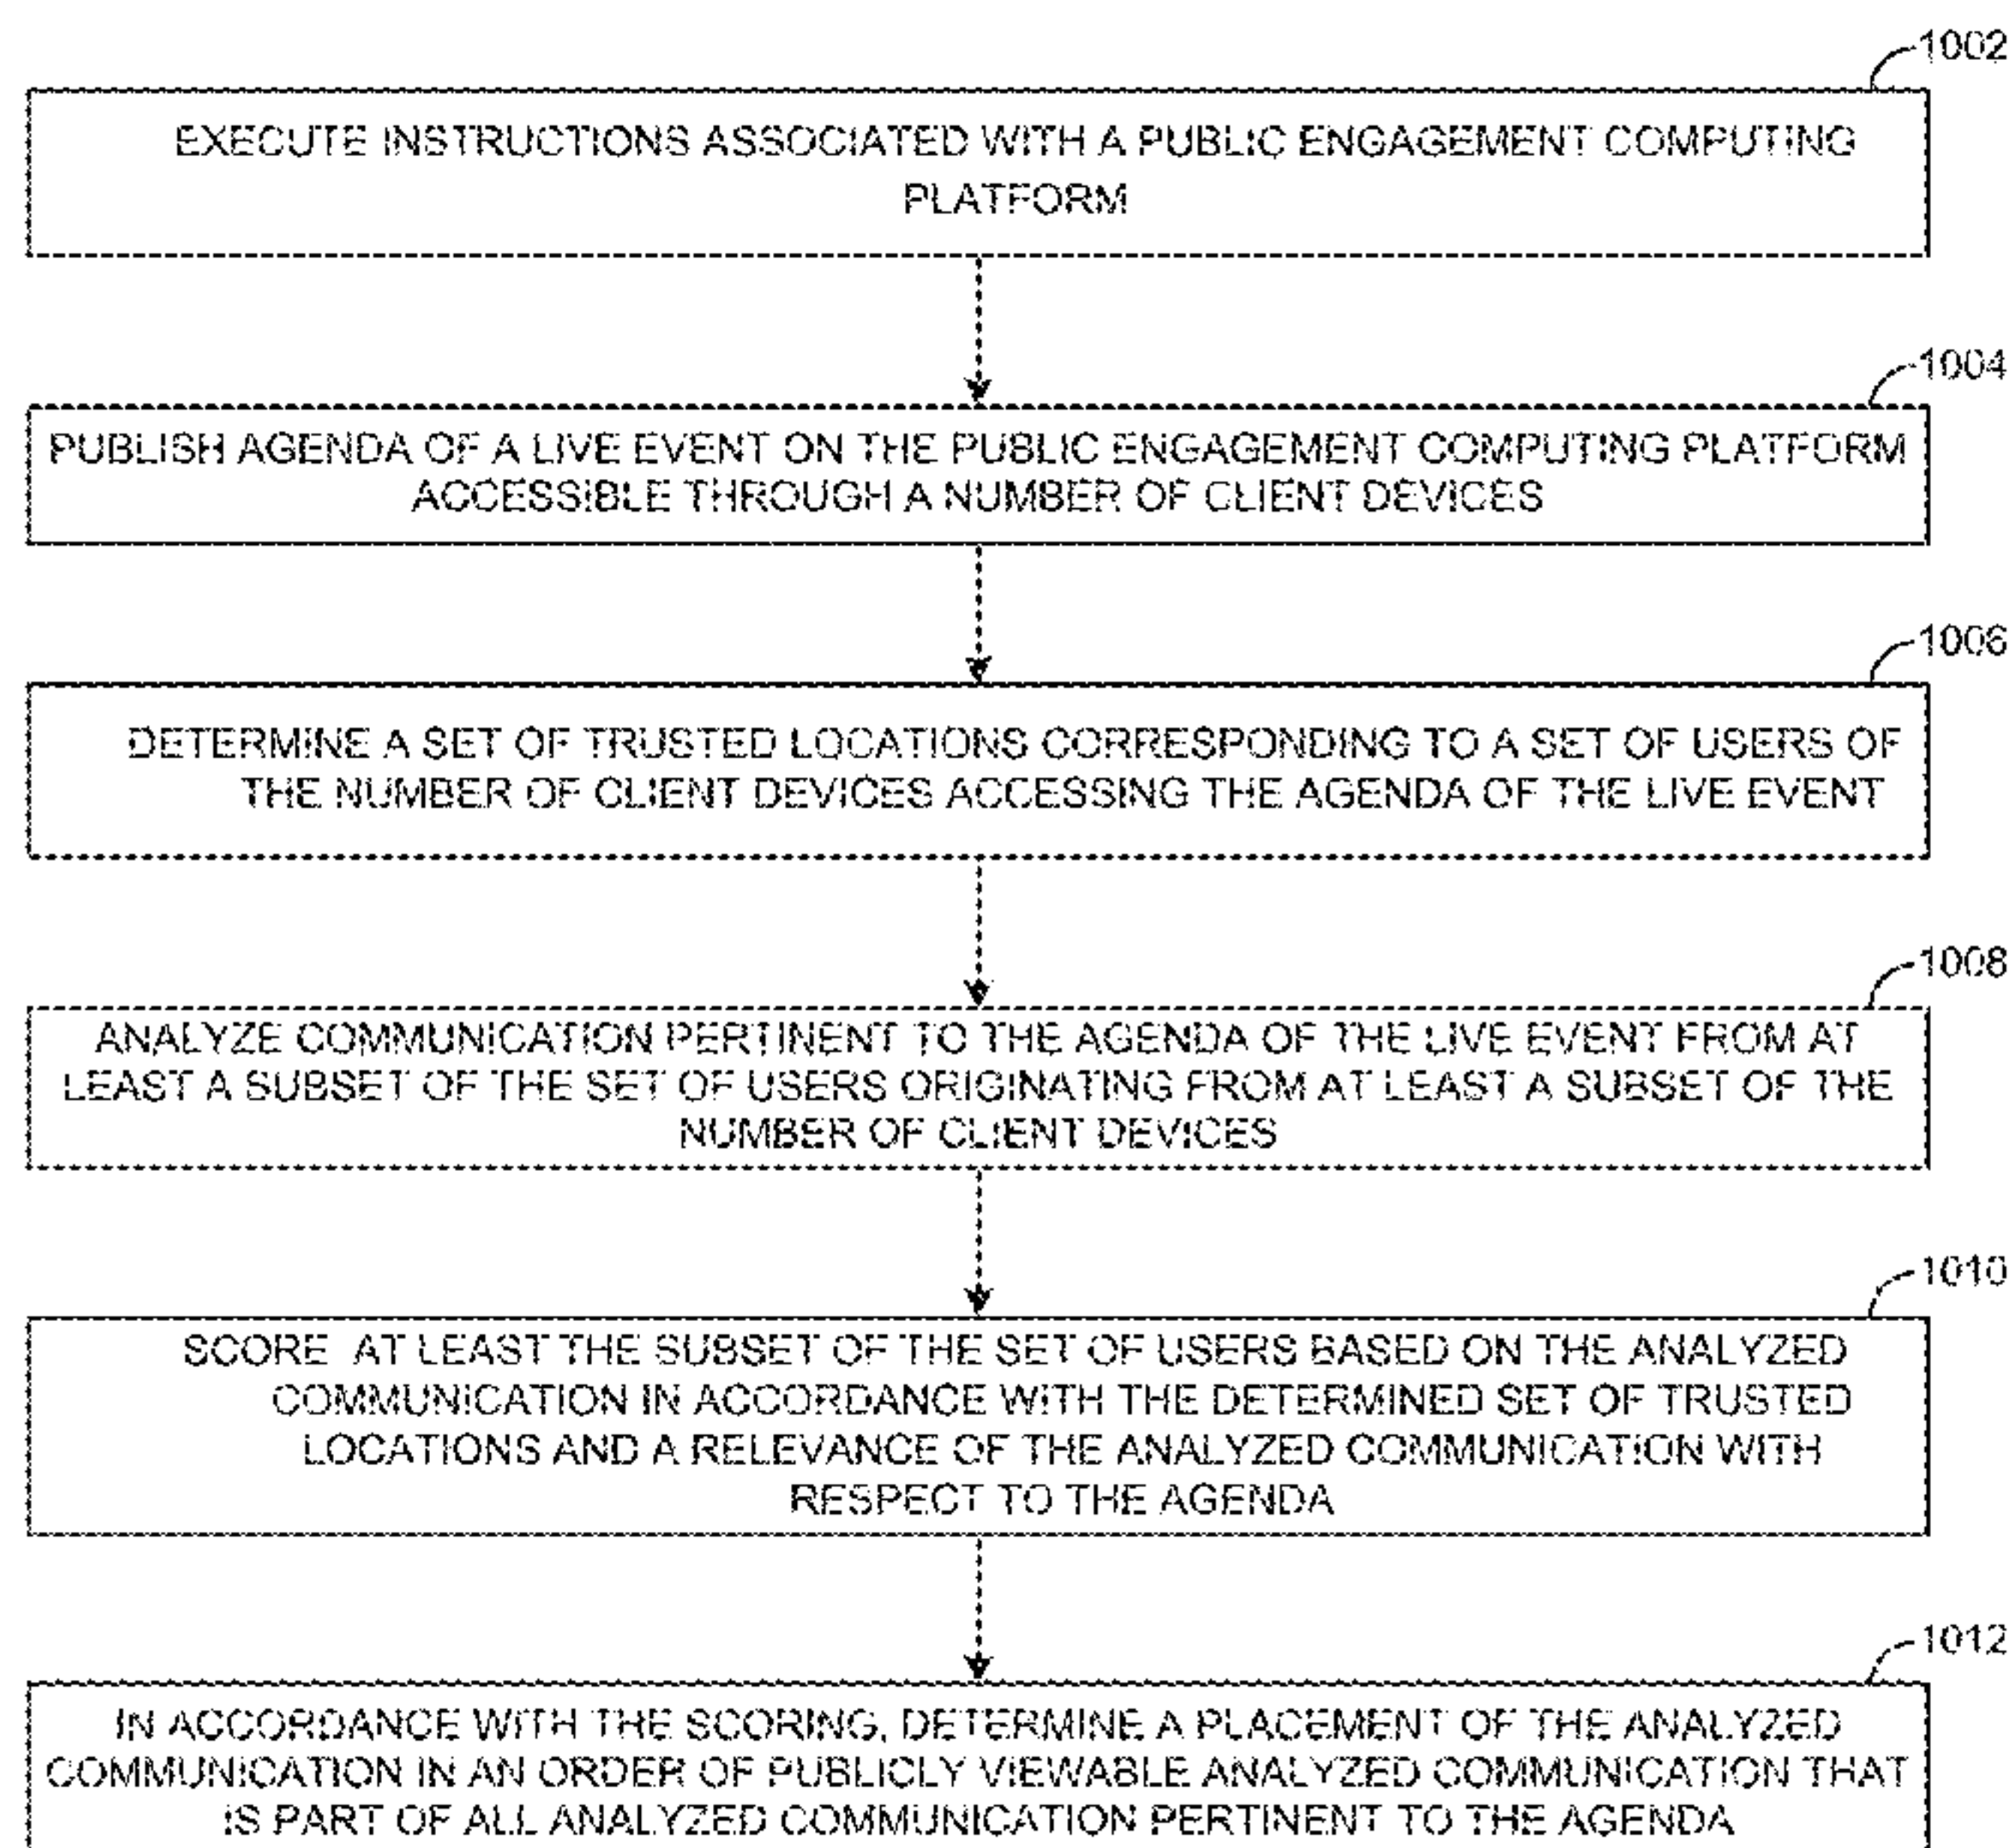 1002
EXECUTE INSTRUCTIONS ASSOCIATED WITH A PUBLIC ENGAGEMENT COMPUTING
PLATFORM
1004
PUBLISH AGENDA OF A LIVE EVENT ON THE PUBLIC ENGAGEMENT COMPUTING PLATFORM
ACCESSIBLE THROUGH A NUMBER OF CLIENT DEVICES
1006
DETERMINE A SET OF TRUSTED LOCATIONS CORRESPONDING TO A SET OF USERS OF
THE NUMBER OF CLIENT DEVICES ACCESSING THE AGENDA OF THE LIVE EVENT
1008
ANALYZE COMMUNICATION PERTINENT TO THE AGENDA OF THE LIVE EVENT FROM AT
LEAST A SUBSET OF THE SET OF USERS ORIGINATING FROM AT LEAST A SUBSET OF THE
NUMBER OF CLIENT DEVICES
1010
SCORE AT LEAST THE SUBSET OF THE SET OF USERS BASED ON THE ANALYZED
COMMUNICATION IN ACCORDANCE WITH THE DETERMINED SET OF TRUSTED
LOCATIONS AND A RELEVANCE OF THE ANALYZED COMMUNICATION WITH
RESPECT TO THE AGENDA
1012
IN ACCORDANCE WITH THE SCORING, DETERMINE A PLACEMENT OF THE ANALYZED
COMMUNICATION IN AN ORDER OF PUBLICLY VIEWABLE ANALYZED COMMUNICATION THAT
IS PART OF ALL ANALYZED COMMUNICATION PERTINENT TO THE AGENDA